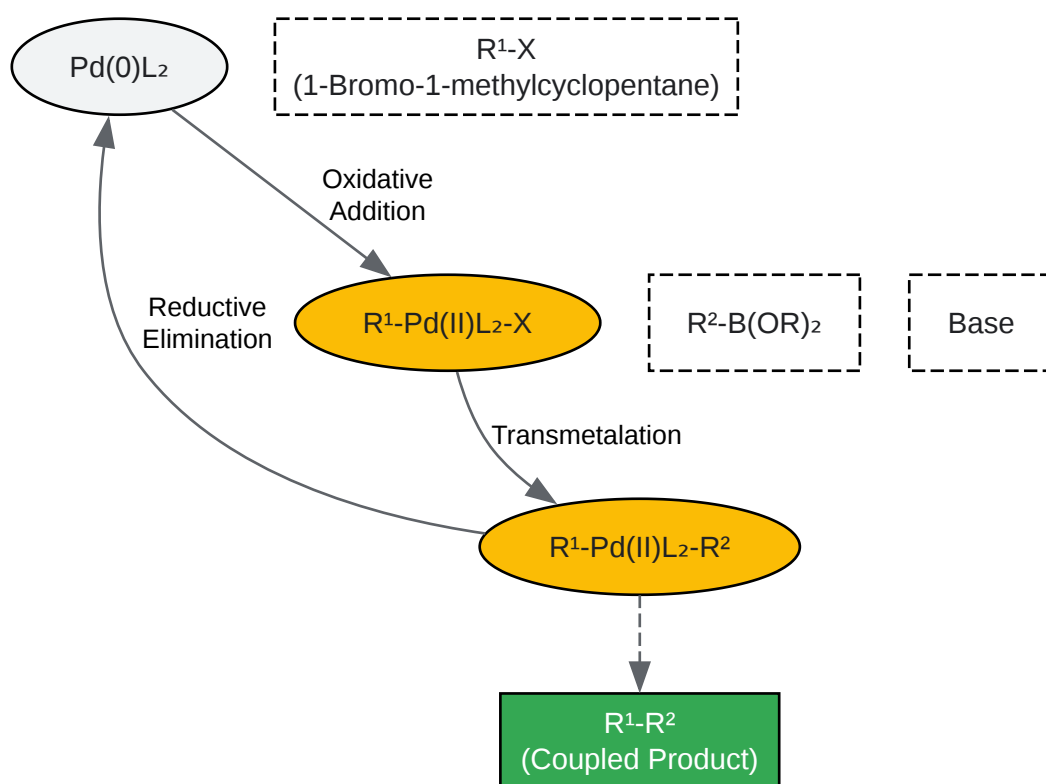 Pd(0)L₂
R¹-X
(1-Bromo-1-methylcyclopentane)
Oxidative
Addition
Reductive
Elimination
R¹-Pd(II)L₂-X
R²-B(OR)₂
Base
Transmetalation
R¹-Pd(II)L₂-R²
R¹-R²
(Coupled Product)